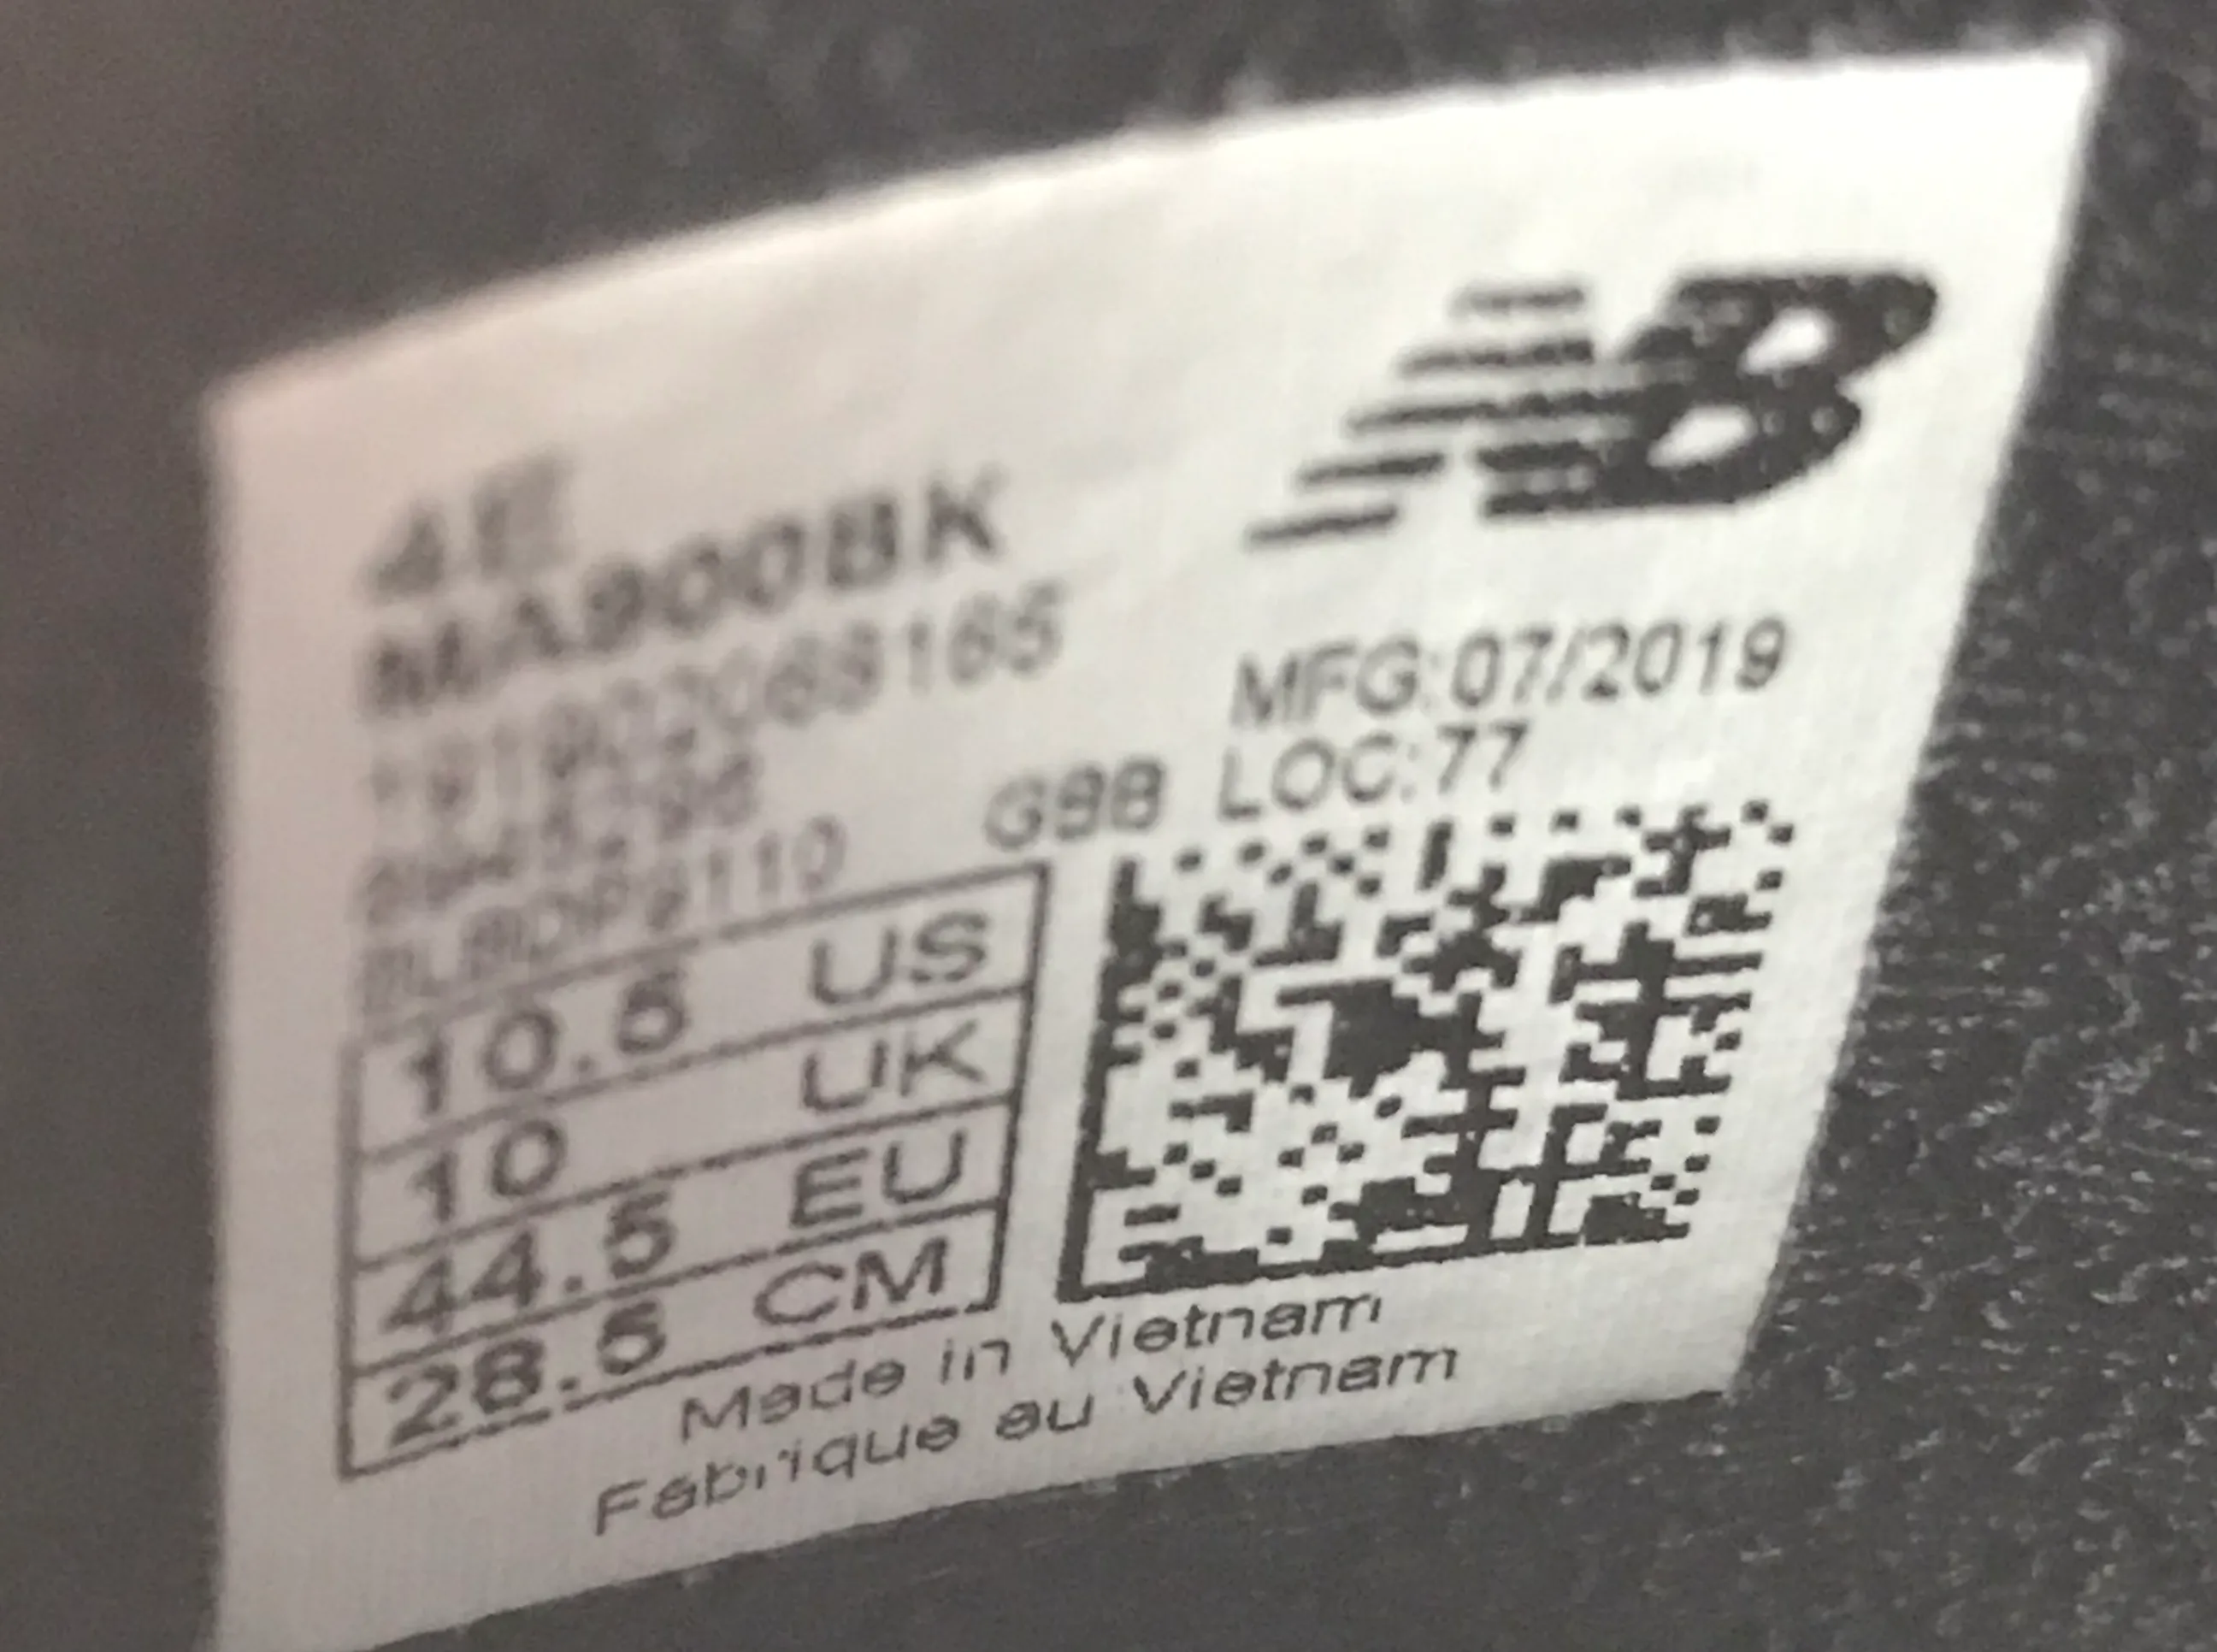 NB
4E
MA900BK
MFG:07/2019
LOC:77
10.5 US
10 UK
44.5 EU
28.5 CM
Made in Vietnam
Fabrique au Vietnam